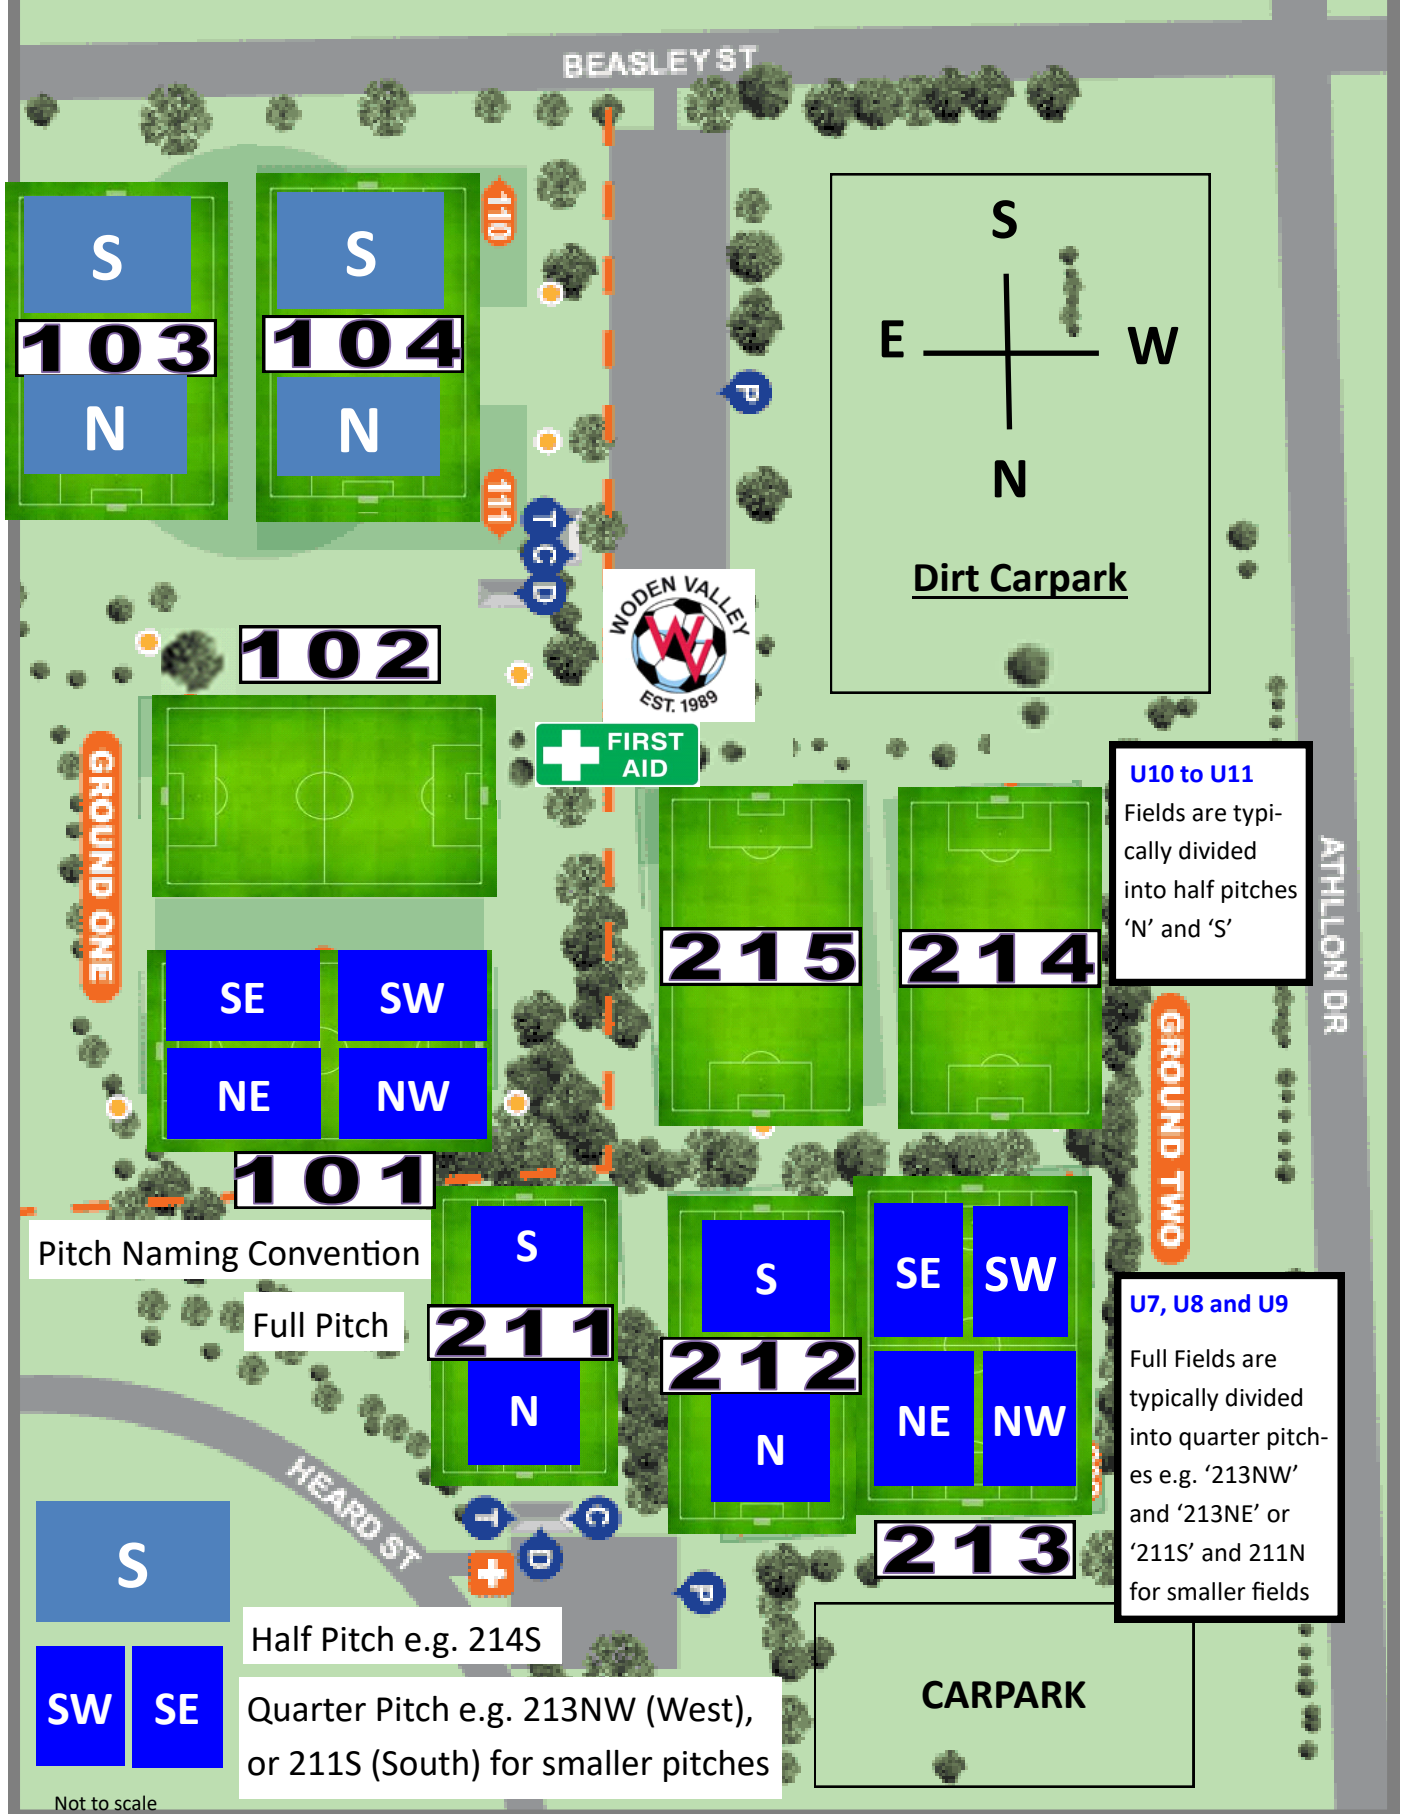 BEASLEY ST
S
S
110
103
104
N
N
111
T
C
D
P
S
E
W
N
Dirt Carpark
WODEN VALLEY
WV
EST. 1989
102
FIRST
AID
GROUND ONE
215
214
U10 to U11
Fields are typi-
cally divided
into half pitches
‘N’ and ‘S’
ATHLLON DR
SE
SW
NE
NW
101
GROUND TWO
Pitch Naming Convention
Full Pitch
S
211
N
S
212
N
SE
SW
NE
NW
213
U7, U8 and U9
Full Fields are
typically divided
into quarter pitch-
es e.g. ‘213NW’
and ‘213NE’ or
‘211S’ and 211N
for smaller fields
HEARD ST
T
C
D
P
S
Half Pitch e.g. 214S
SW
SE
Quarter Pitch e.g. 213NW (West),
or 211S (South) for smaller pitches
CARPARK
Not to scale